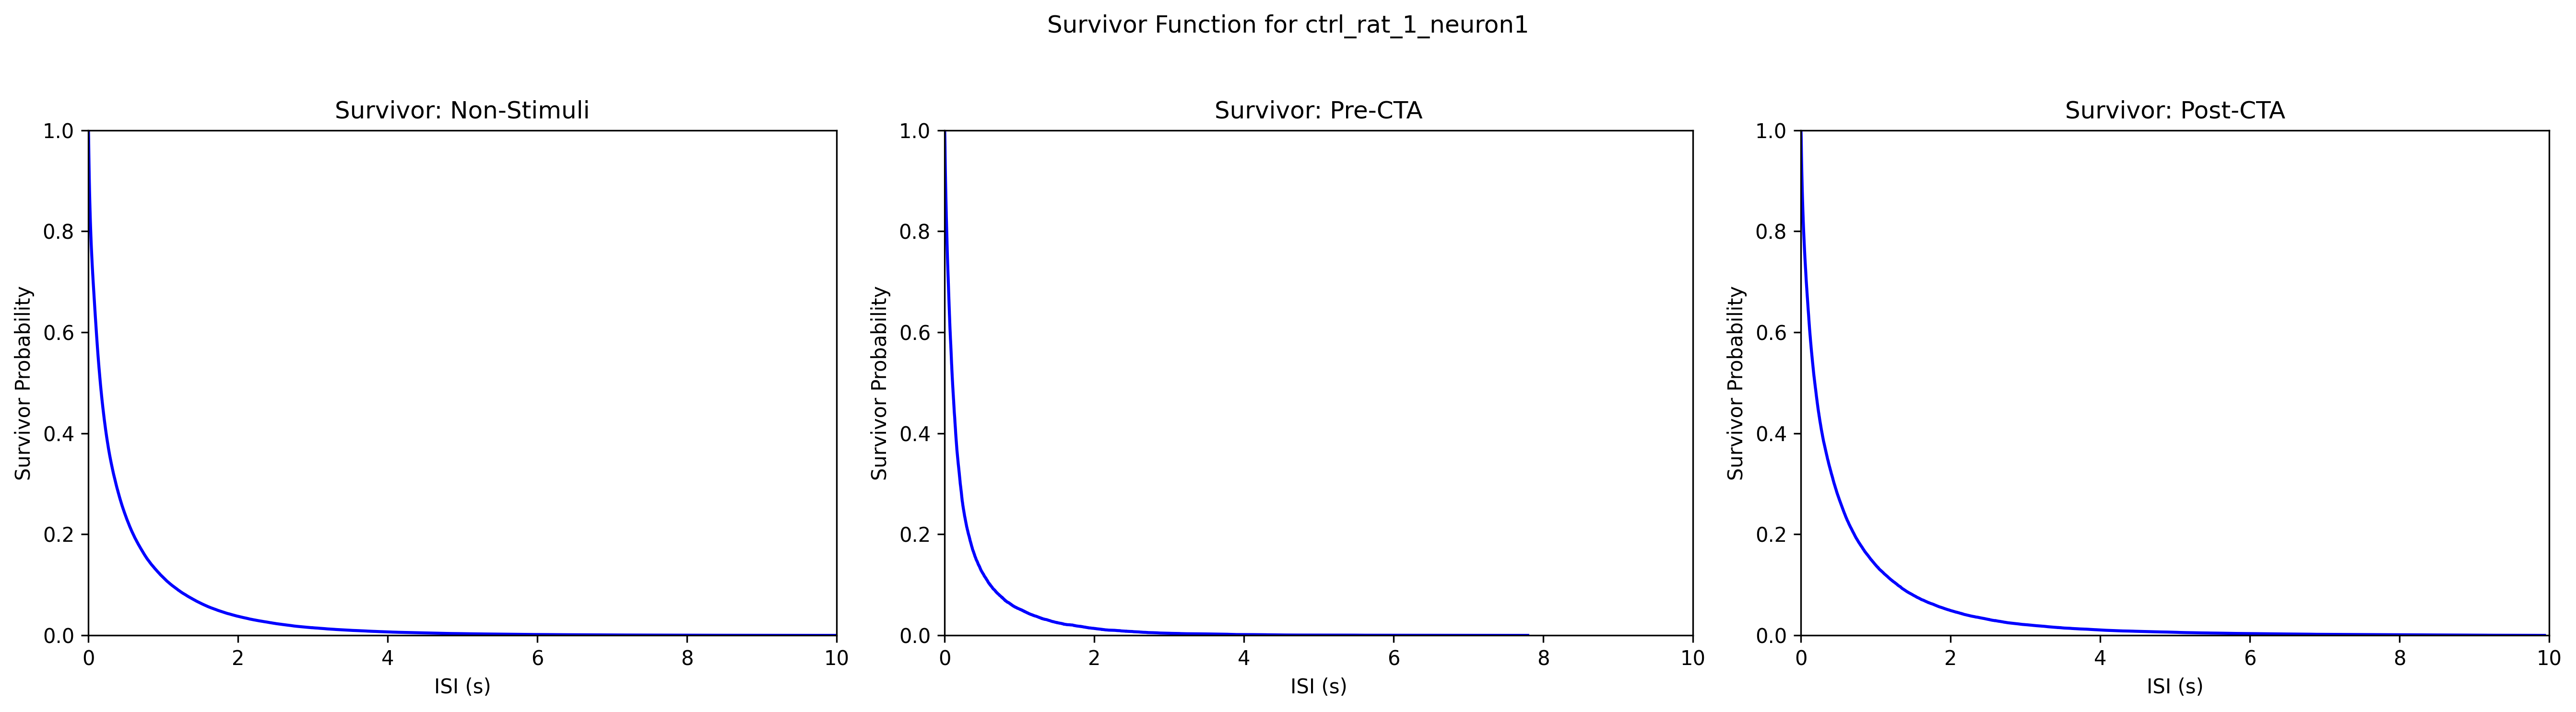 Survivor Function for ctrl_rat_1_neuron1
Survivor: Non-Stimuli
1.0
0.8
0.6
0.4
0.2
0.0
Survivor Probability
0 2 4 6 8 10
ISI (s)
Survivor: Pre-CTA
1.0
0.8
0.6
0.4
0.2
0.0
Survivor Probability
0 2 4 6 8 10
ISI (s)
Survivor: Post-CTA
1.0
0.8
0.6
0.4
0.2
0.0
Survivor Probability
0 2 4 6 8 10
ISI (s)